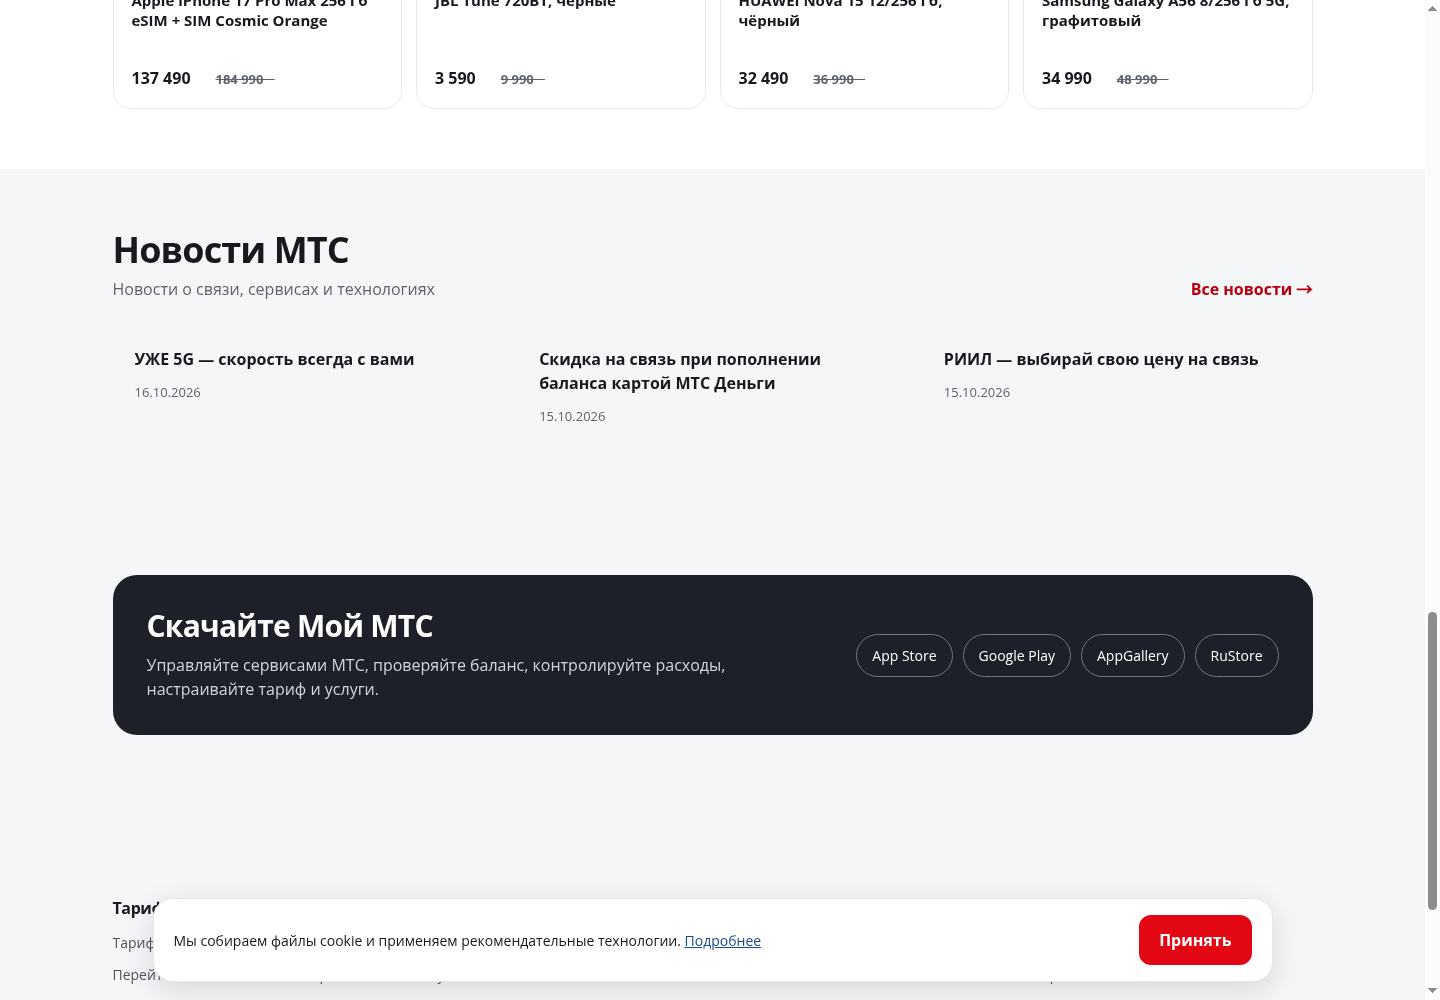 Apple iPhone 17 Pro Max 256 Гб
eSIM + SIM Cosmic Orange
137 490 184 990
JBL Tune 720BT, черные
3 590 9 990
HUAWEI Nova 15 12/256 Гб,
чёрный
32 490 36 990
Samsung Galaxy A56 8/256 Гб 5G,
графитовый
34 990 48 990
Новости МТС
Новости о связи, сервисах и технологиях
Все новости →
УЖЕ 5G — скорость всегда с вами
16.10.2026
Скидка на связь при пополнении
баланса картой МТС Деньги
15.10.2026
РИИЛ — выбирай свою цену на связь
15.10.2026
Скачайте Мой МТС
Управляйте сервисами МТС, проверяйте баланс, контролируйте расходы,
настраивайте тариф и услуги.
App Store
Google Play
AppGallery
RuStore
Мы собираем файлы cookie и применяем рекомендательные технологии. Подробнее
Принять